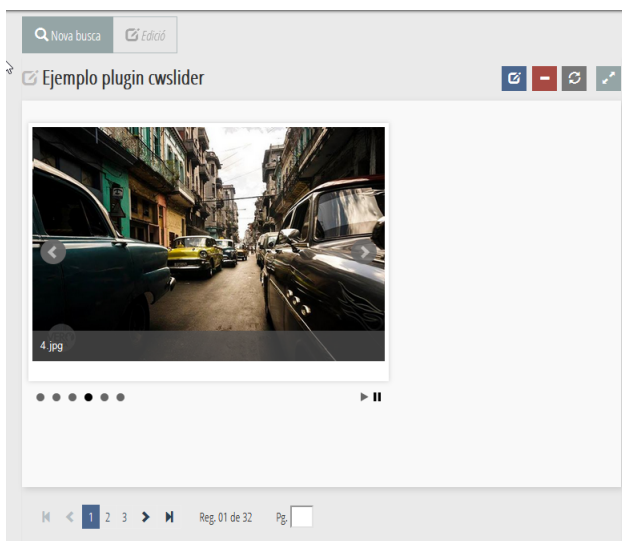 Nova busca Edició
Ejemplo plugin cwslider
4.jpg
1 2 3 Reg. 01 de 32 Pg.